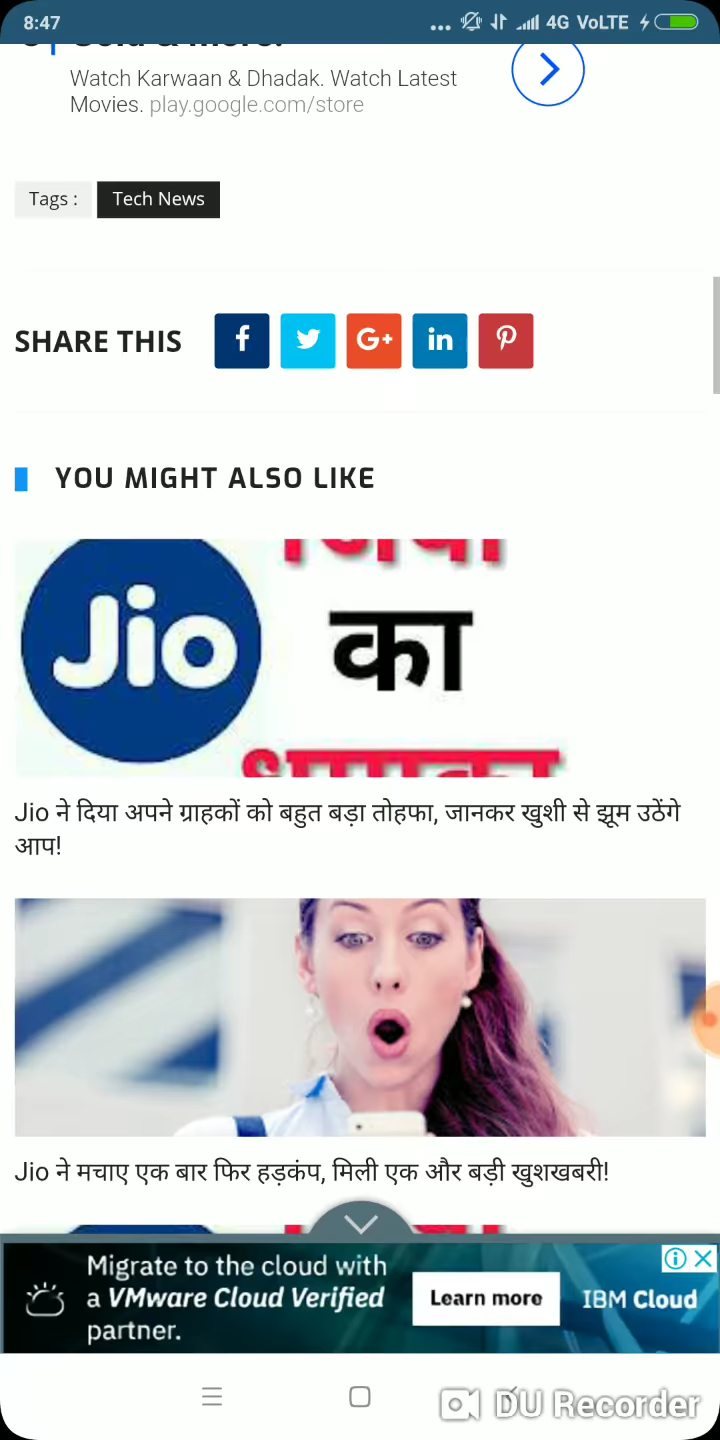 8:47 ... 4G VoLTE
Watch Karwaan & Dhadak. Watch Latest
Movies. play.google.com/store
Tags : Tech News
SHARE THIS f G+ in
YOU MIGHT ALSO LIKE
Jio
का
Jio ने दिया अपने ग्राहकों को बहुत बड़ा तोहफा, जानकर खुशी से झूम उठेंगे
आप!
Jio ने मचाए एक बार फिर हड़कंप, मिली एक और बड़ी खुशखबरी!
Migrate to the cloud with
a VMware Cloud Verified
partner.
Learn more
IBM Cloud
DU Recorder